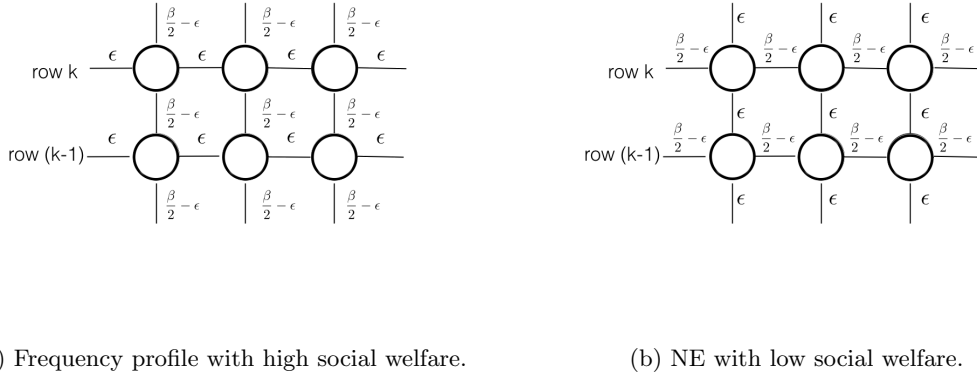 β/2 − ϵ β/2 − ϵ β/2 − ϵ
row k ϵ ϵ ϵ ϵ
β/2 − ϵ β/2 − ϵ β/2 − ϵ
row (k-1) ϵ ϵ ϵ ϵ
β/2 − ϵ β/2 − ϵ β/2 − ϵ
) Frequency profile with high social welfare.
ϵ ϵ ϵ
row k β/2 − ϵ β/2 − ϵ β/2 − ϵ β/2 − ϵ
ϵ ϵ ϵ
row (k-1) β/2 − ϵ β/2 − ϵ β/2 − ϵ β/2 − ϵ
ϵ ϵ ϵ
(b) NE with low social welfare.